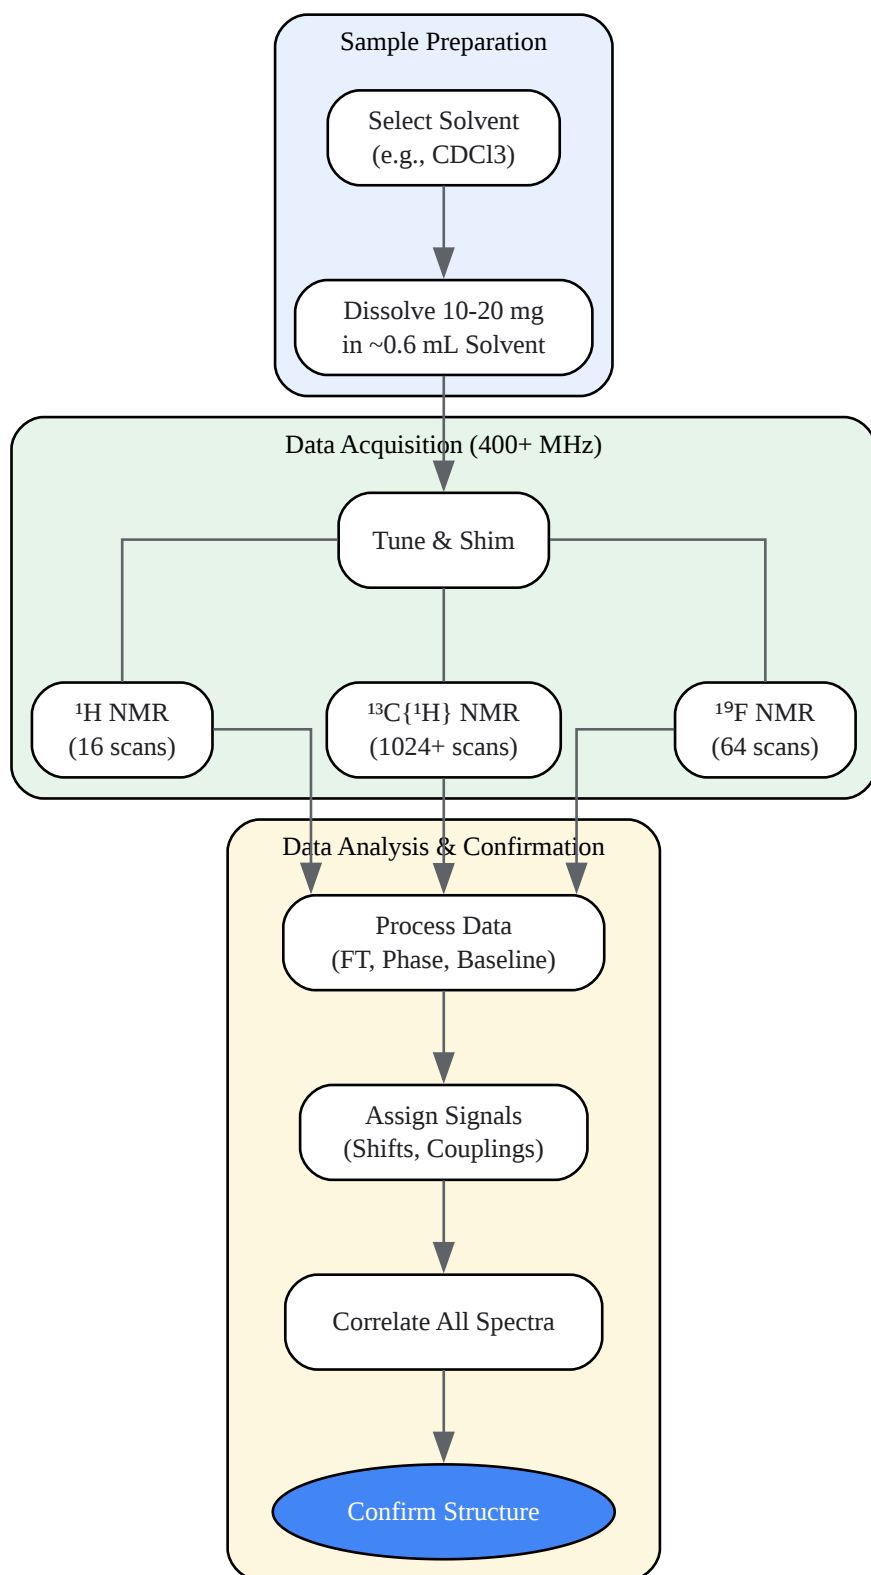 Sample Preparation
Select Solvent
(e.g., CDCl3)
Dissolve 10-20 mg
in ~0.6 mL Solvent
Data Acquisition (400+ MHz)
Tune & Shim
¹H NMR
(16 scans)
¹³C{¹H} NMR
(1024+ scans)
¹⁹F NMR
(64 scans)
Data Analysis & Confirmation
Process Data
(FT, Phase, Baseline)
Assign Signals
(Shifts, Couplings)
Correlate All Spectra
Confirm Structure